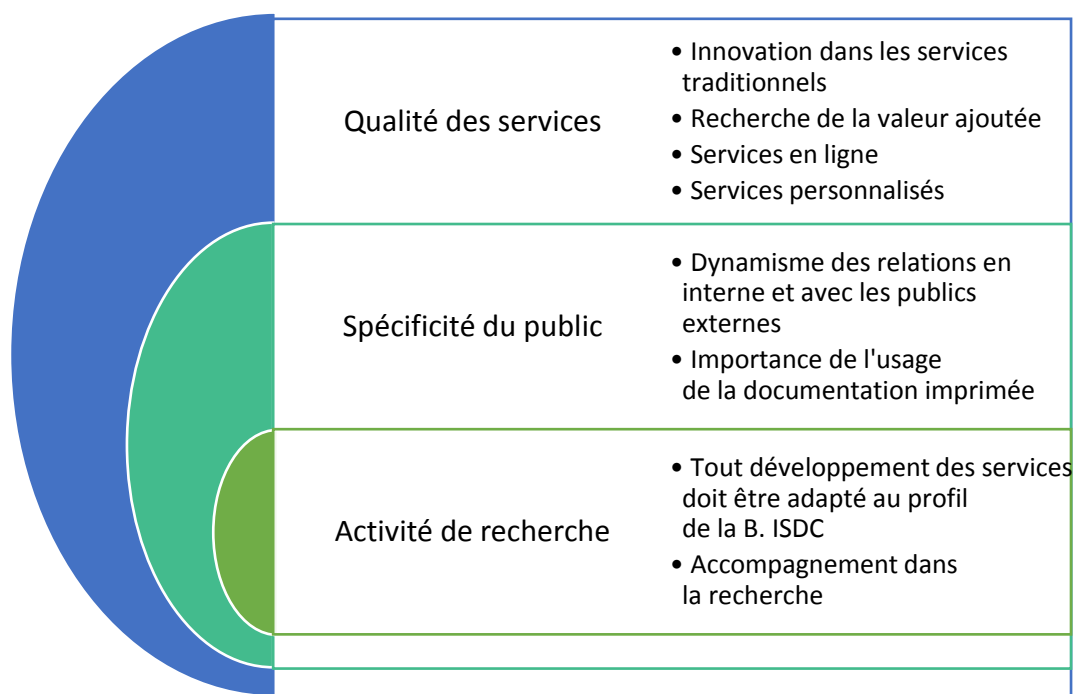 Qualité des services
• Innovation dans les services
traditionnels
• Recherche de la valeur ajoutée
• Services en ligne
• Services personnalisés
Spécificité du public
• Dynamisme des relations en
interne et avec les publics
externes
• Importance de l'usage
de la documentation imprimée
Activité de recherche
• Tout développement des services
doit être adapté au profil
de la B. ISDC
• Accompagnement dans
la recherche